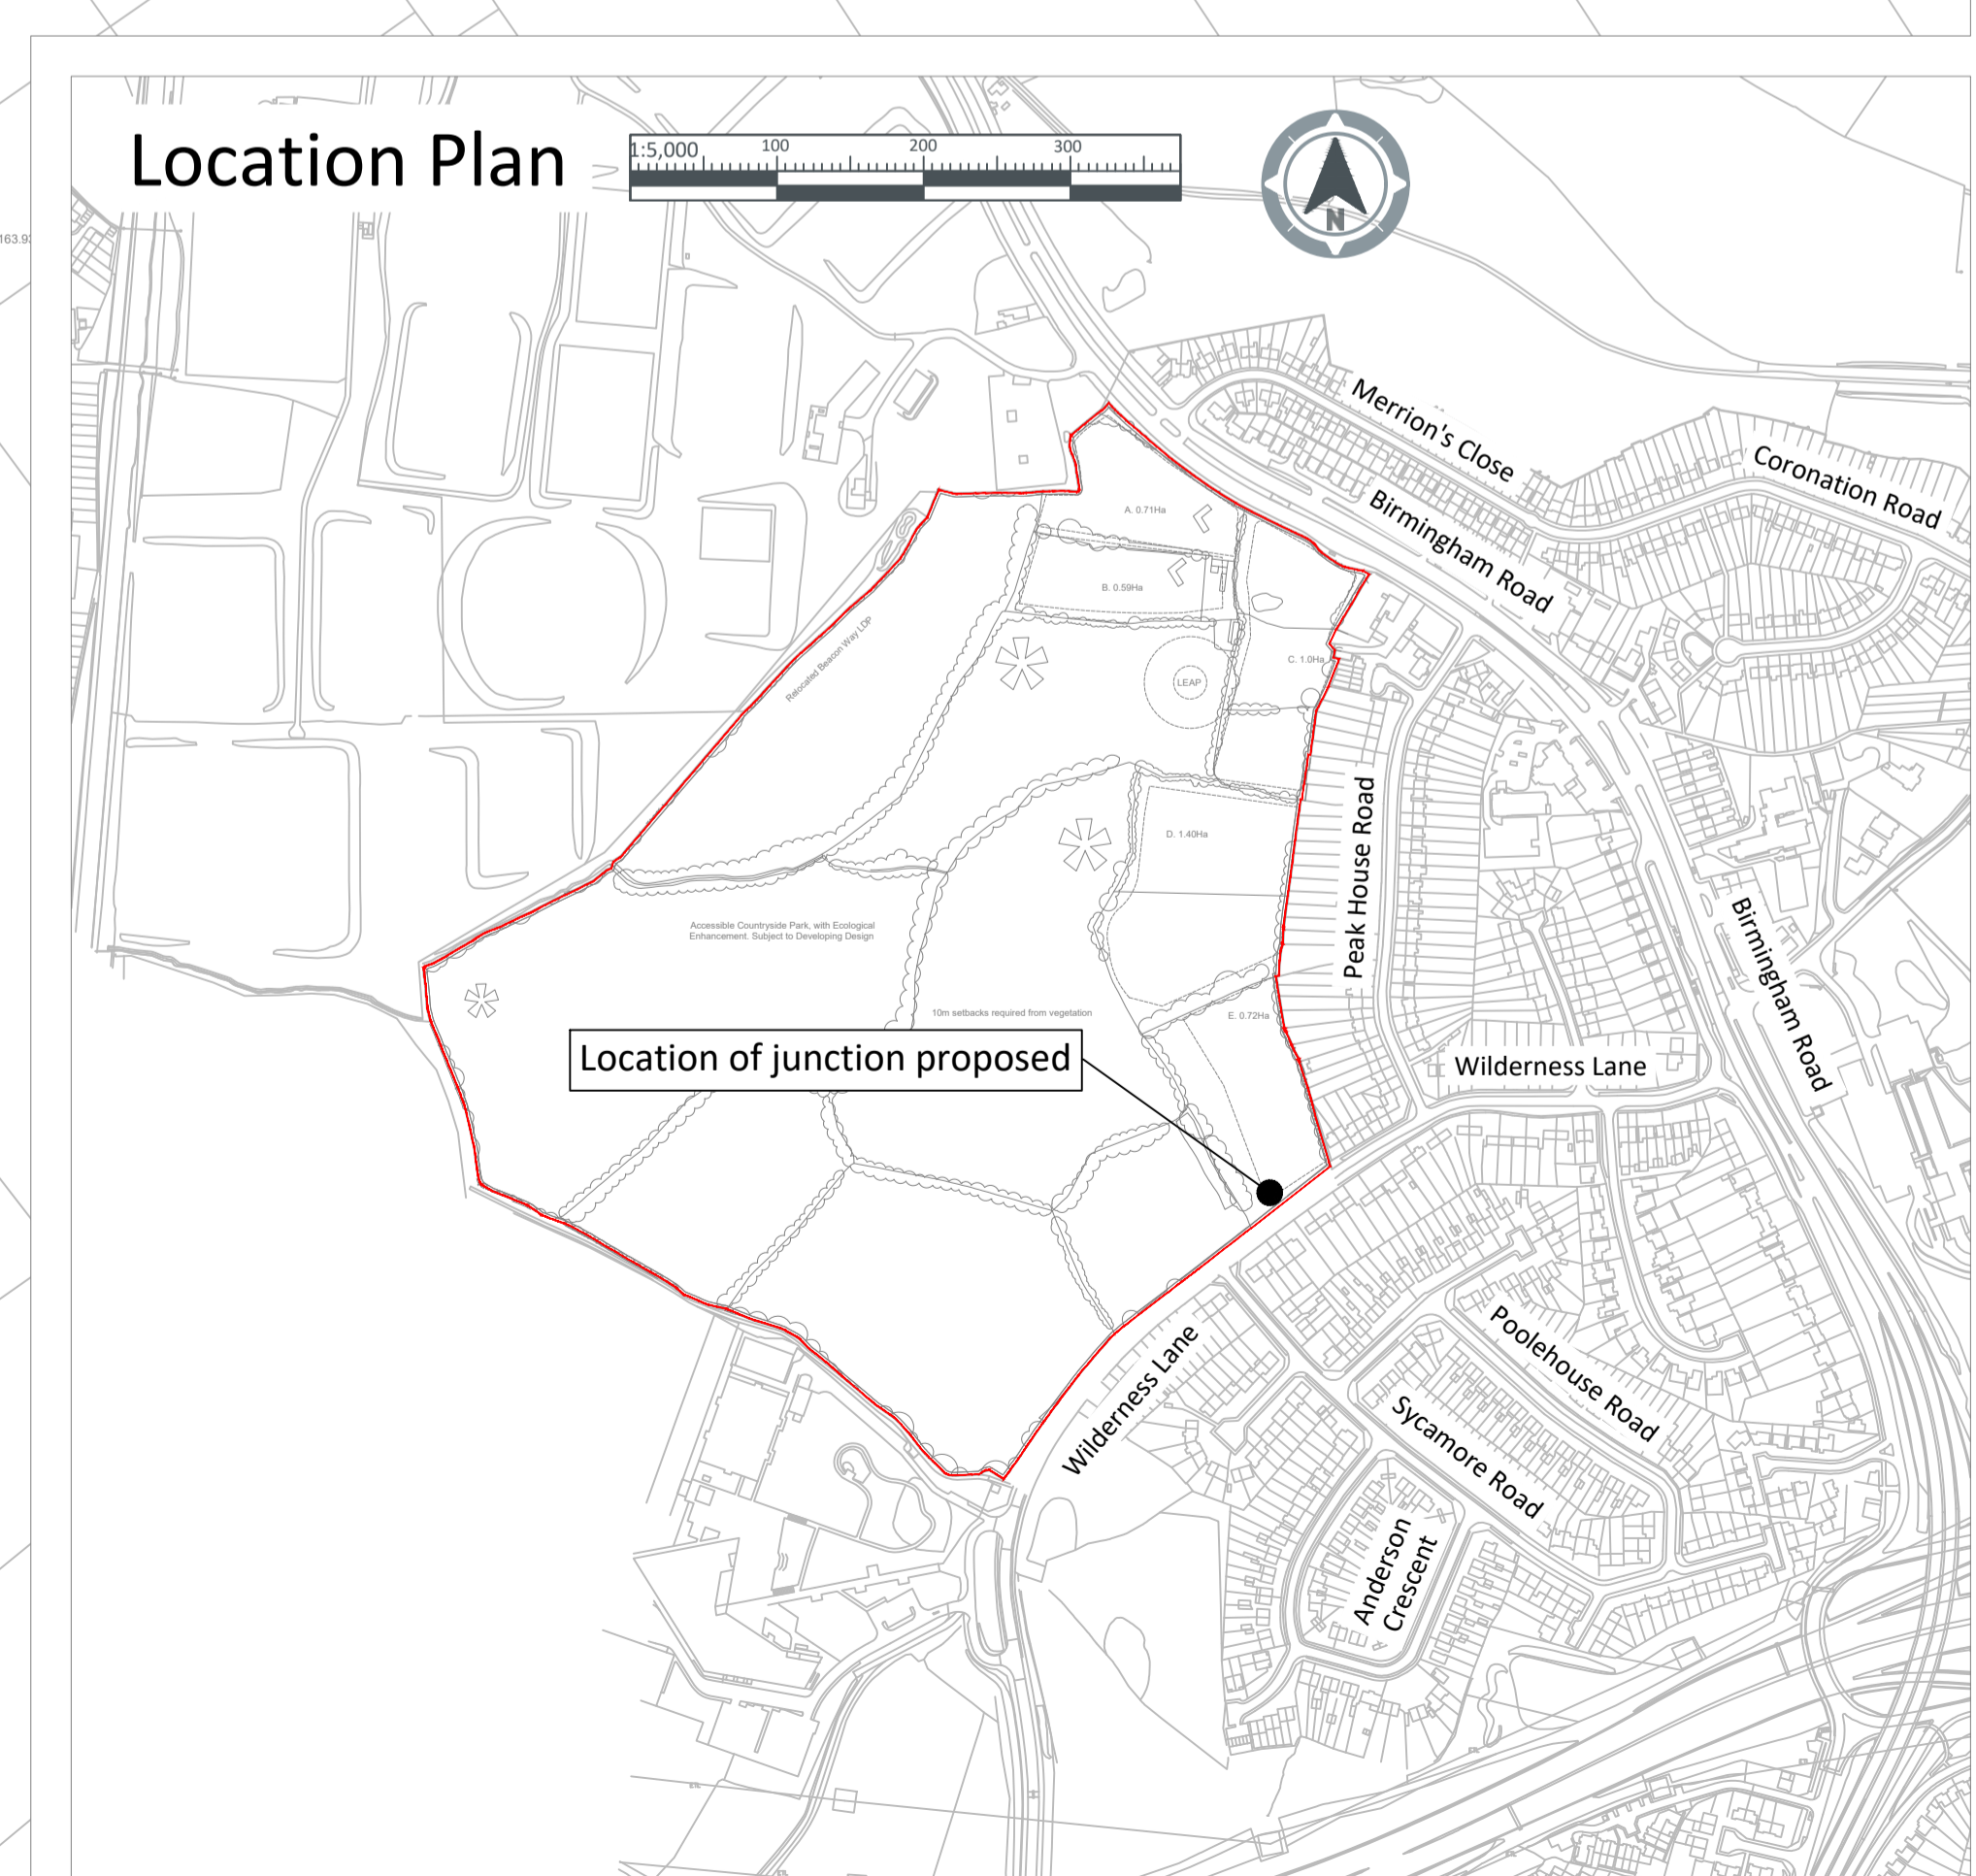 Location Plan
1:5,000
100
200
300
N
Merrion's Close
Coronation Road
Birmingham Road
A. 0.71Ha
B. 0.59Ha
Relocated Beacon Way LDP
C. 1.0Ha
LEAP
D. 1.40Ha
Peak House Road
Accessible Countryside Park, with Ecological
Enhancement. Subject to Developing Design
Birmingham Road
10m setbacks required from vegetation
E. 0.72Ha
Location of junction proposed
Wilderness Lane
Wilderness Lane
Poolehouse Road
Sycamore Road
Anderson
Crescent